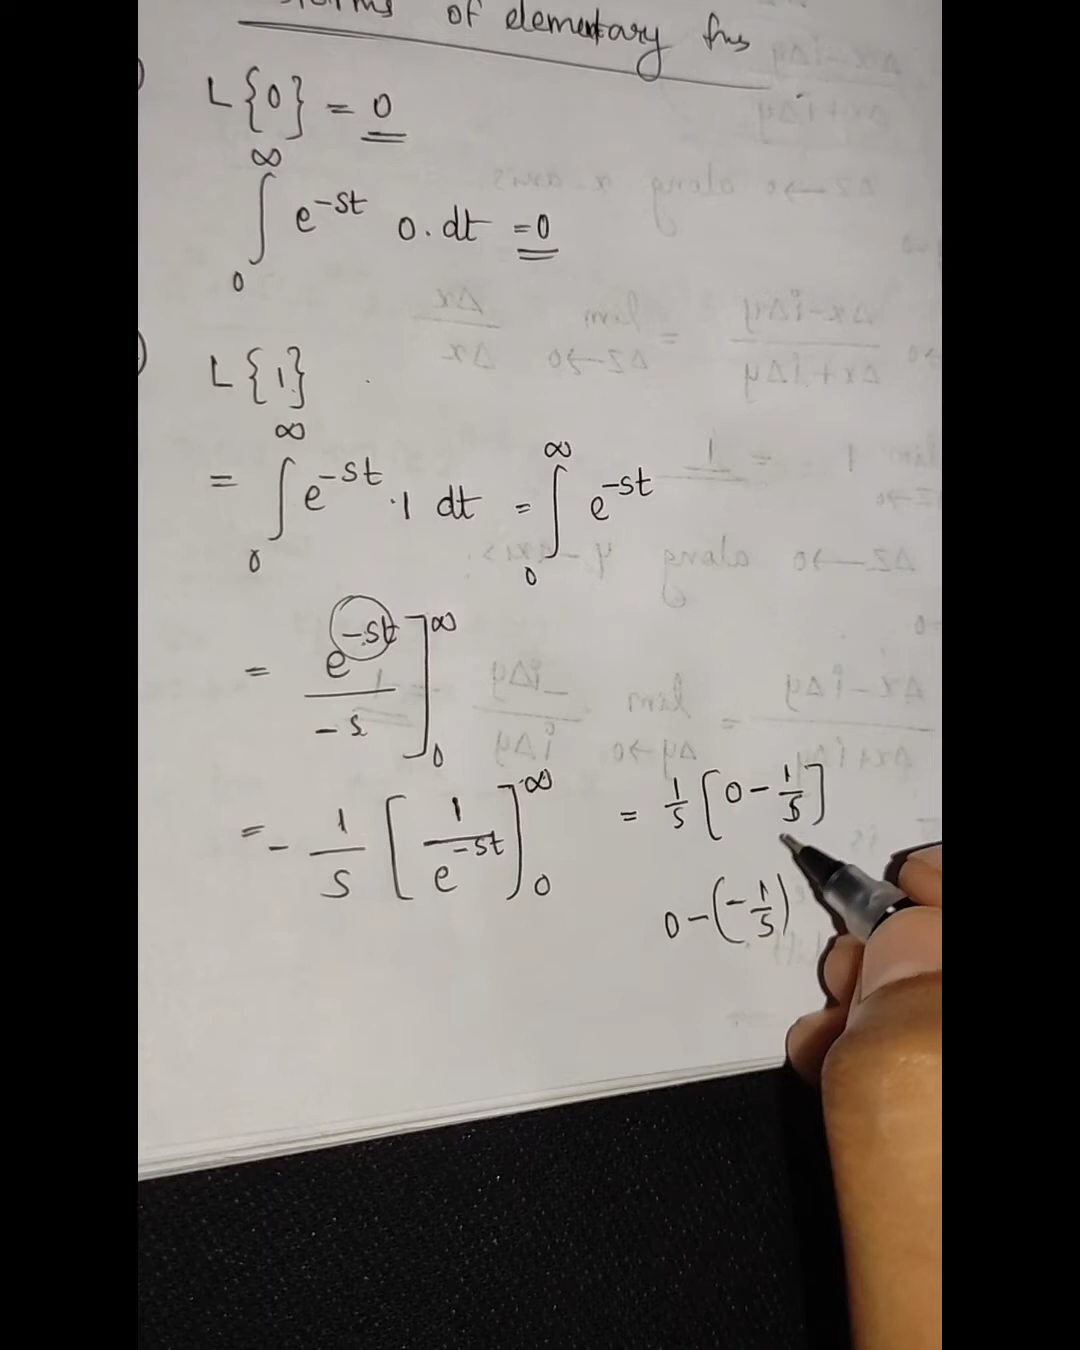 of elementary fns
L{0} = 0
∫₀^∞ e^{-st} 0. dt = 0
L{1}
= ∫₀^∞ e^{-st} .1 dt = ∫₀^∞ e^{-st}
= e^{-st}/-s ]₀^∞
= - 1/s [ 1/e^{-st} ]₀^∞ = 1/s [ 0 - 1/s ]
0 - (- 1/s)